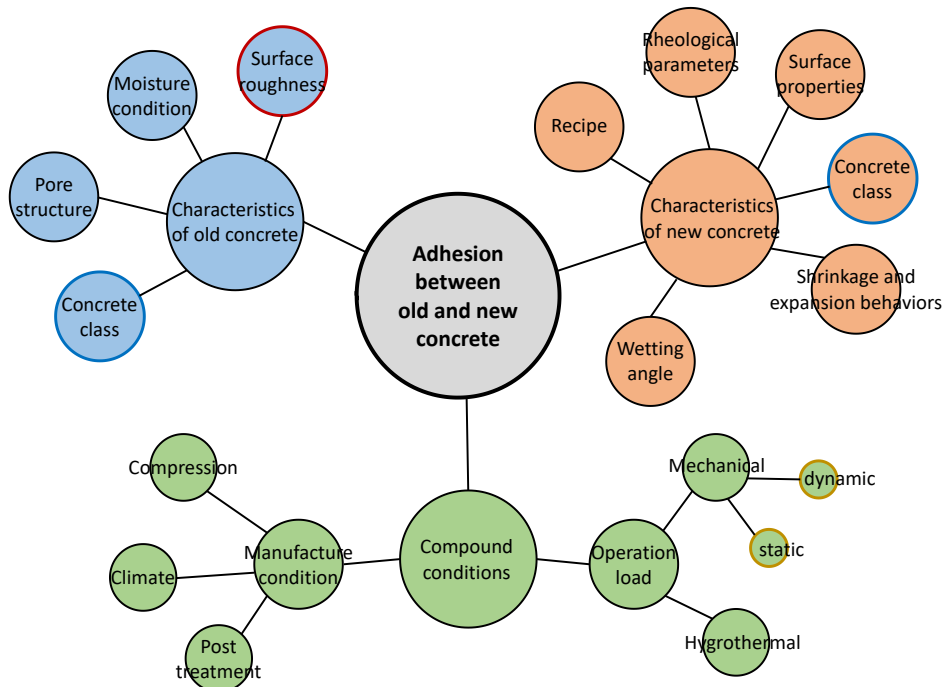 Surface
roughness
Moisture
condition
Pore
structure
Concrete
class
Characteristics
of old concrete
Adhesion
between
old and new
concrete
Rheological
parameters
Surface
properties
Recipe
Concrete
class
Characteristics
of new concrete
Shrinkage and
expansion behaviors
Wetting
angle
Compression
Climate
Post
treatment
Manufacture
condition
Compound
conditions
Operation
load
Mechanical
dynamic
static
Hygrothermal